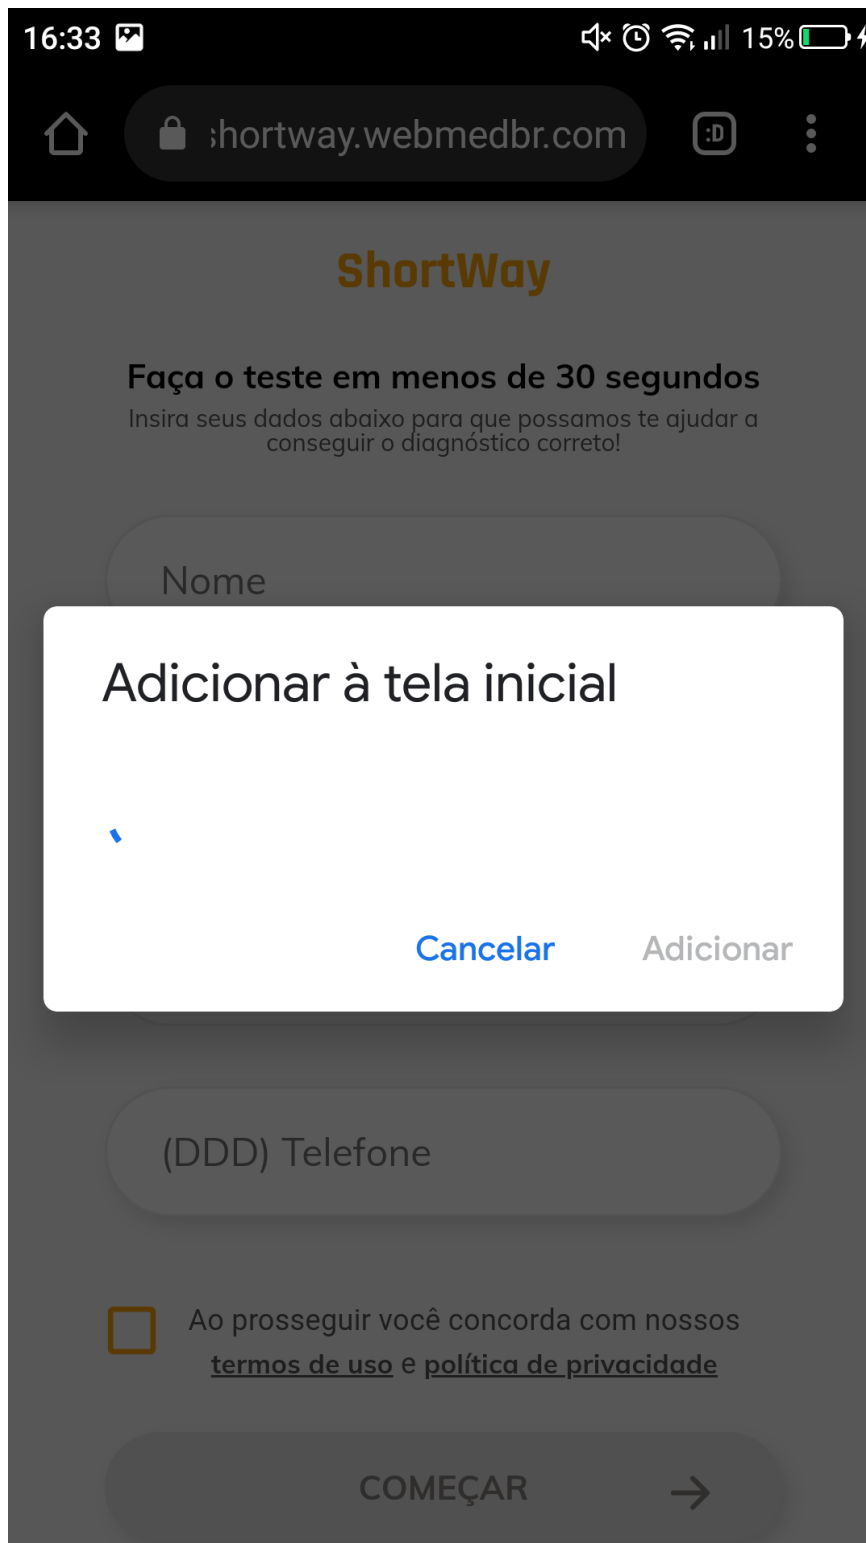 16:33
15%
shortway.webmedbr.com
:D
ShortWay
Faça o teste em menos de 30 segundos
Insira seus dados abaixo para que possamos te ajudar a
conseguir o diagnóstico correto!
Nome
Adicionar à tela inicial
Cancelar
Adicionar
(DDD) Telefone
Ao prosseguir você concorda com nossos
termos de uso e política de privacidade
COMEÇAR